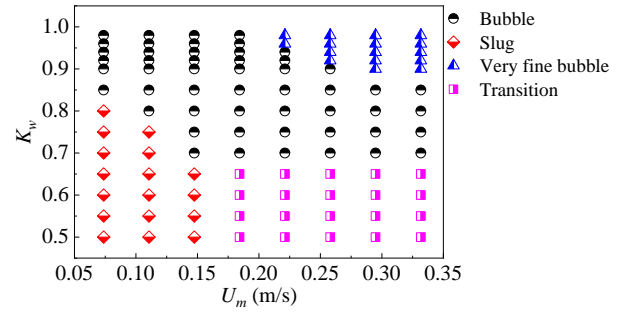 1.0
0.9
0.8
0.7
0.6
0.5
K_w
0.05 0.10 0.15 0.20 0.25 0.30 0.35
U_m (m/s)
Bubble
Slug
Very fine bubble
Transition